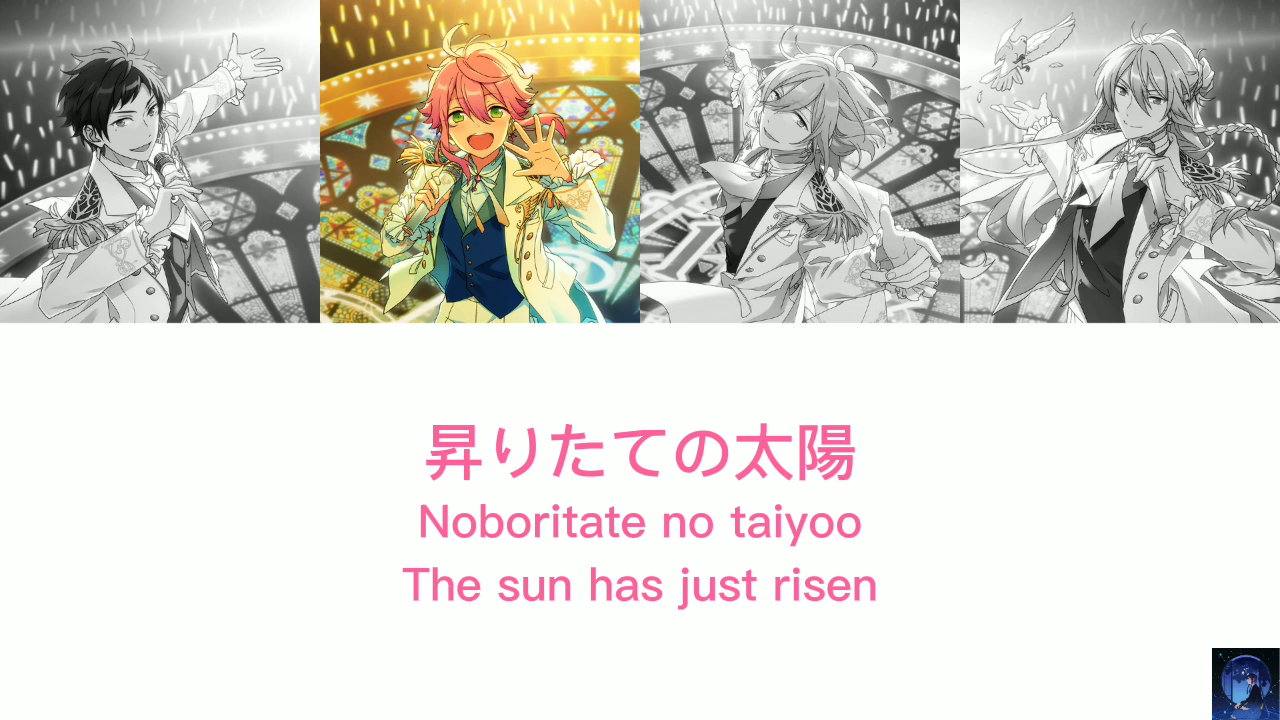 昇りたての太陽
Noboritate no taiyoo
The sun has just risen